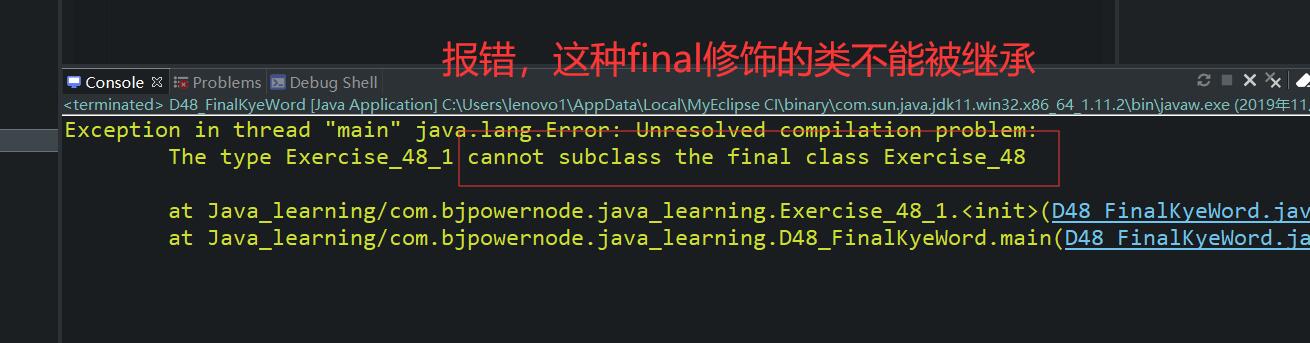 报错，这种final修饰的类不能被继承
Console Problems Debug Shell
<terminated> D48_FinalKyeWord [Java Application] C:\Users\lenovo1\AppData\Local\MyEclipse CI\binary\com.sun.java.jdk11.win32.x86_64_1.11.2\bin\javaw.exe (2019年11.
Exception in thread "main" java.lang.Error: Unresolved compilation problem:
The type Exercise_48_1 cannot subclass the final class Exercise_48
at Java_learning/com.bjpowernode.java_learning.Exercise_48_1.<init>(D48_FinalKyeWord.jav
at Java_learning/com.bjpowernode.java_learning.D48_FinalKyeWord.main(D48_FinalKyeWord.ja